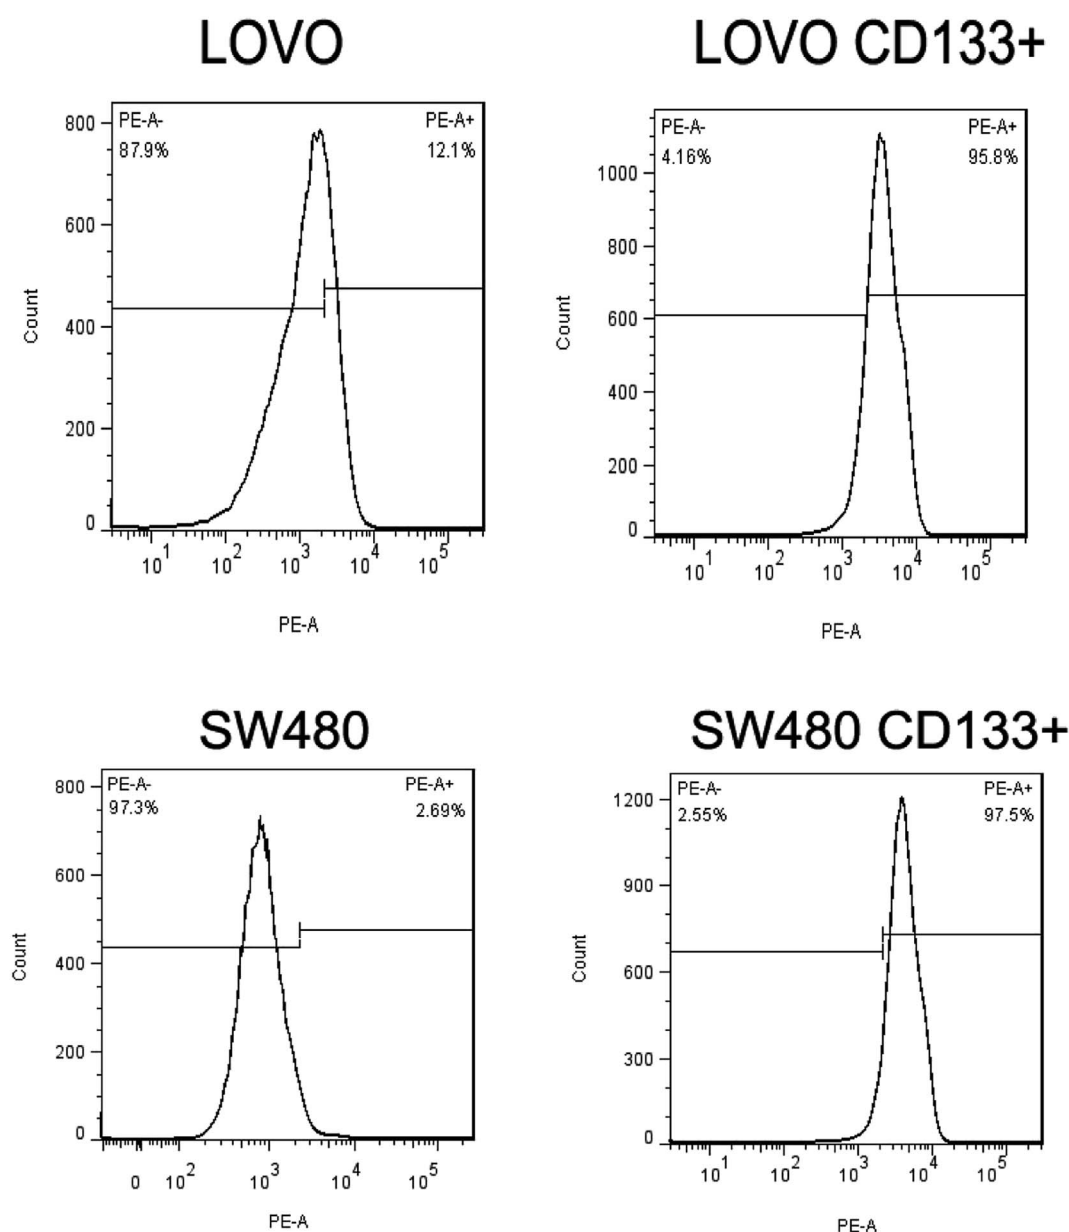 LOVO
PE-A-
87.9%
PE-A+
12.1%
800
600
400
200
0
Count
10^1 10^2 10^3 10^4 10^5
PE-A
LOVO CD133+
PE-A-
4.16%
PE-A+
95.8%
1000
800
600
400
200
0
Count
10^1 10^2 10^3 10^4 10^5
PE-A
SW480
PE-A-
97.3%
PE-A+
2.69%
800
600
400
200
0
Count
0 10^2 10^3 10^4 10^5
PE-A
SW480 CD133+
PE-A-
2.55%
PE-A+
97.5%
1200
900
600
300
0
Count
10^1 10^2 10^3 10^4 10^5
PE-A